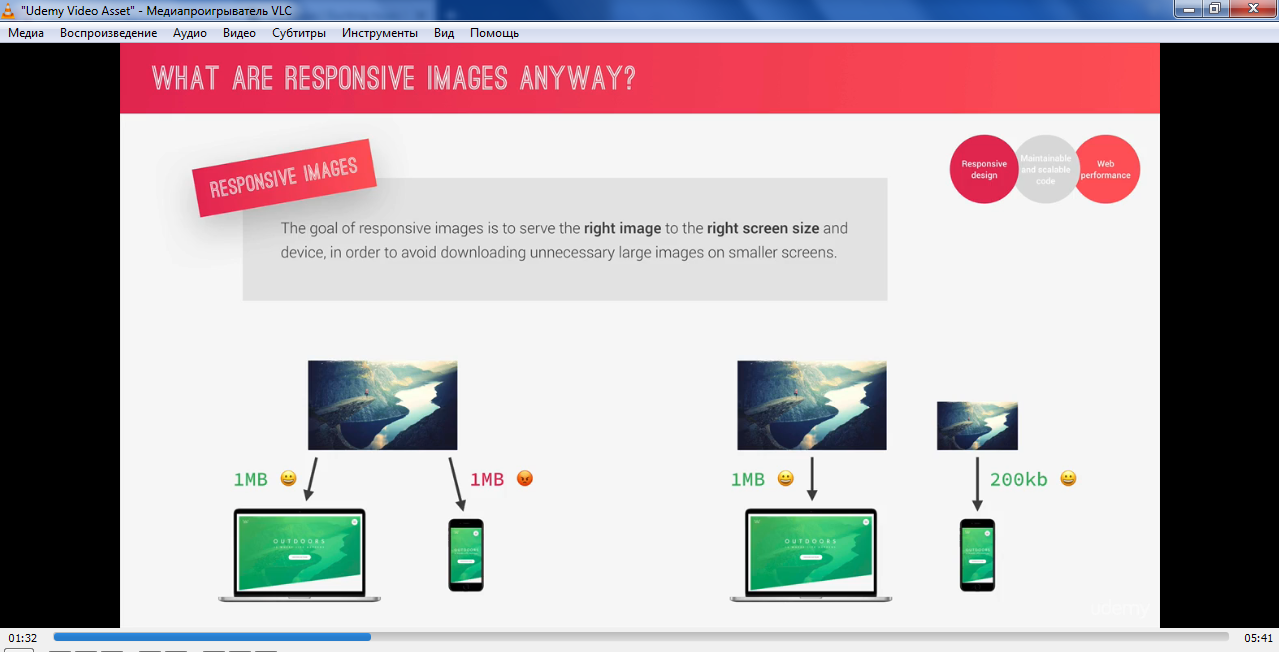 "Udemy Video Asset" - Медиапроигрыватель VLC
Медиа Воспроизведение Аудио Видео Субтитры Инструменты Вид Помощь
WHAT ARE RESPONSIVE IMAGES ANYWAY?
Responsive design
Maintainable and scalable code
Web performance
RESPONSIVE IMAGES
The goal of responsive images is to serve the right image to the right screen size and
device, in order to avoid downloading unnecessary large images on smaller screens.
1MB 1MB 1MB 200kb
OUTDOORS OUTDOORS
udemy
01:32 05:41